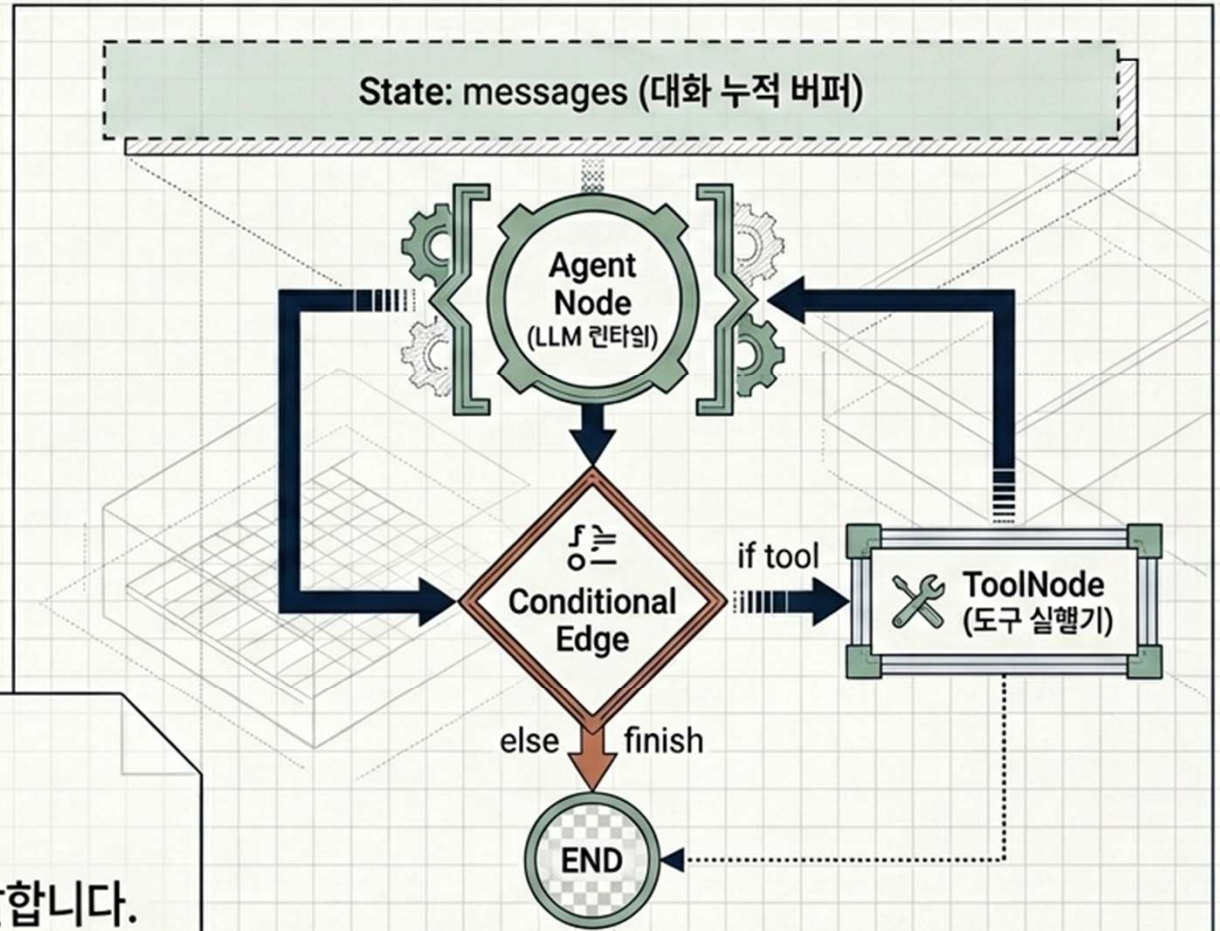 State: messages (대화 누적 버퍼)
Agent
Node
(LLM 런타임)
if tool
ToolNode
(도구 실행기)
Conditional
Edge
else
finish
END
합니다.